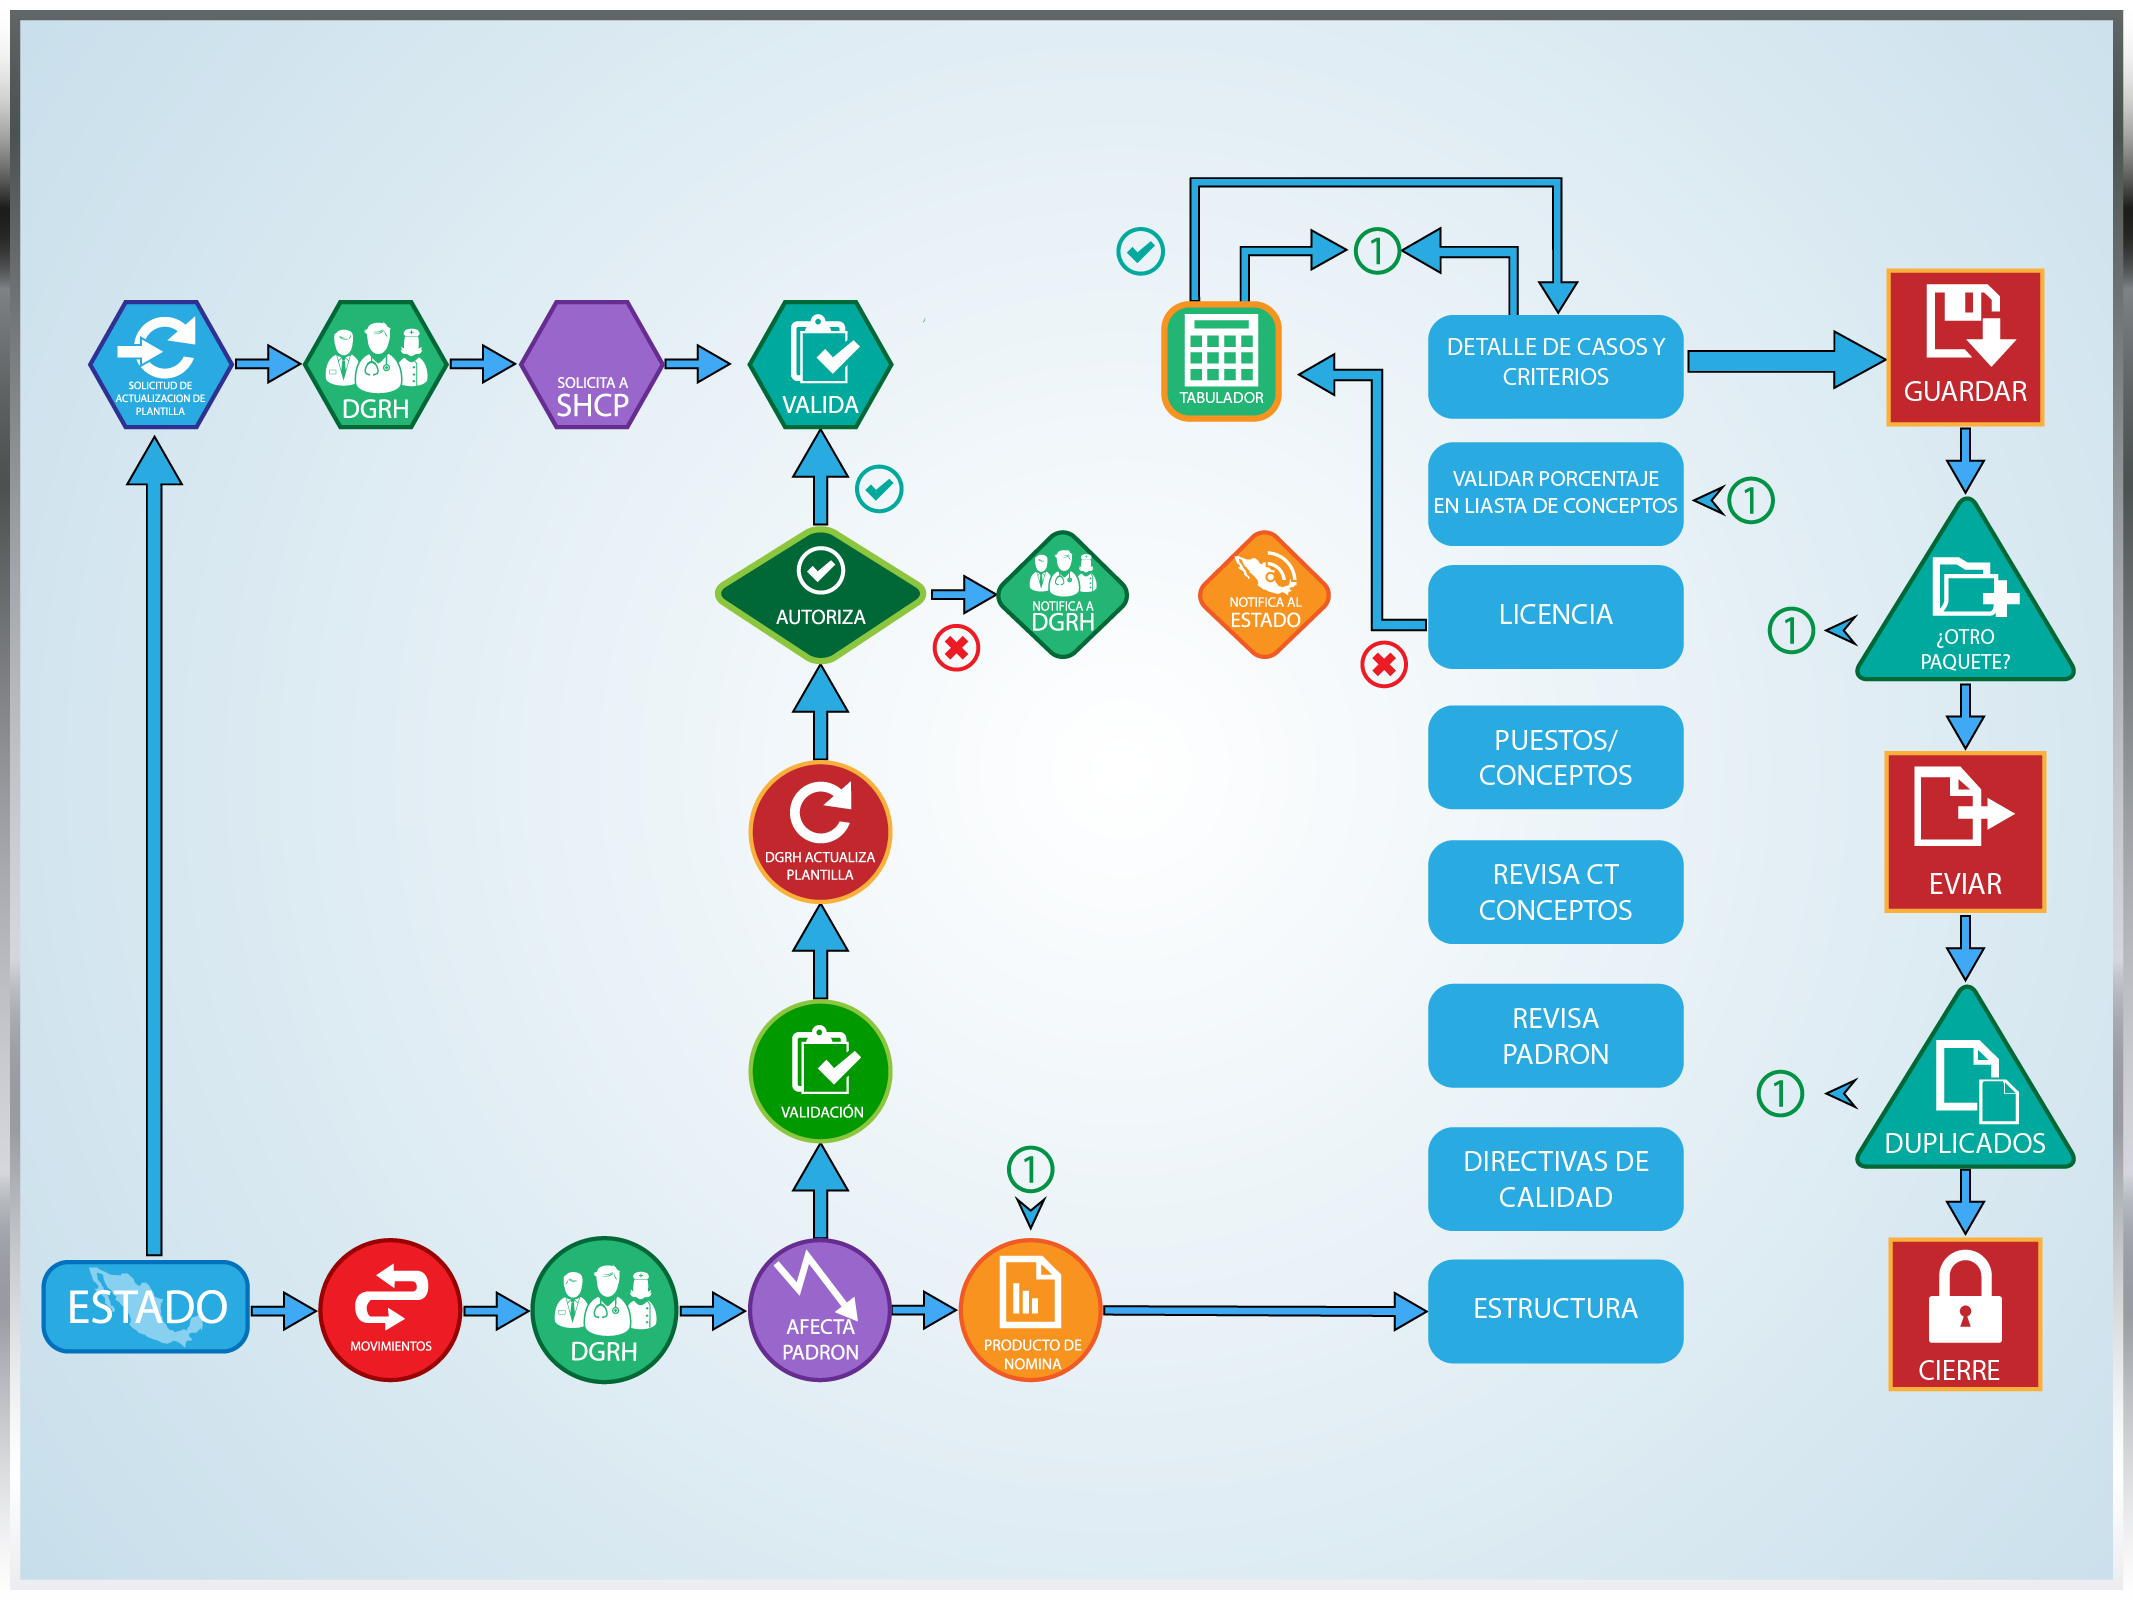 SOLICITUD DE
ACTUALIZACION DE
PLANTILLA
DGRH
SOLICITA A
SHCP
VALIDA
AUTORIZA
NOTIFICA A
DGRH
NOTIFICA AL
ESTADO
DGRH ACTUALIZA
PLANTILLA
VALIDACIÓN
ESTADO
MOVIMIENTOS
DGRH
AFECTA
PADRON
1
PRODUCTO DE
NOMINA
TABULADOR
1
DETALLE DE CASOS Y
CRITERIOS
VALIDAR PORCENTAJE
EN LIASTA DE CONCEPTOS
1
LICENCIA
PUESTOS/
CONCEPTOS
REVISA CT
CONCEPTOS
REVISA
PADRON
DIRECTIVAS DE
CALIDAD
ESTRUCTURA
GUARDAR
1
¿OTRO
PAQUETE?
EVIAR
1
DUPLICADOS
CIERRE